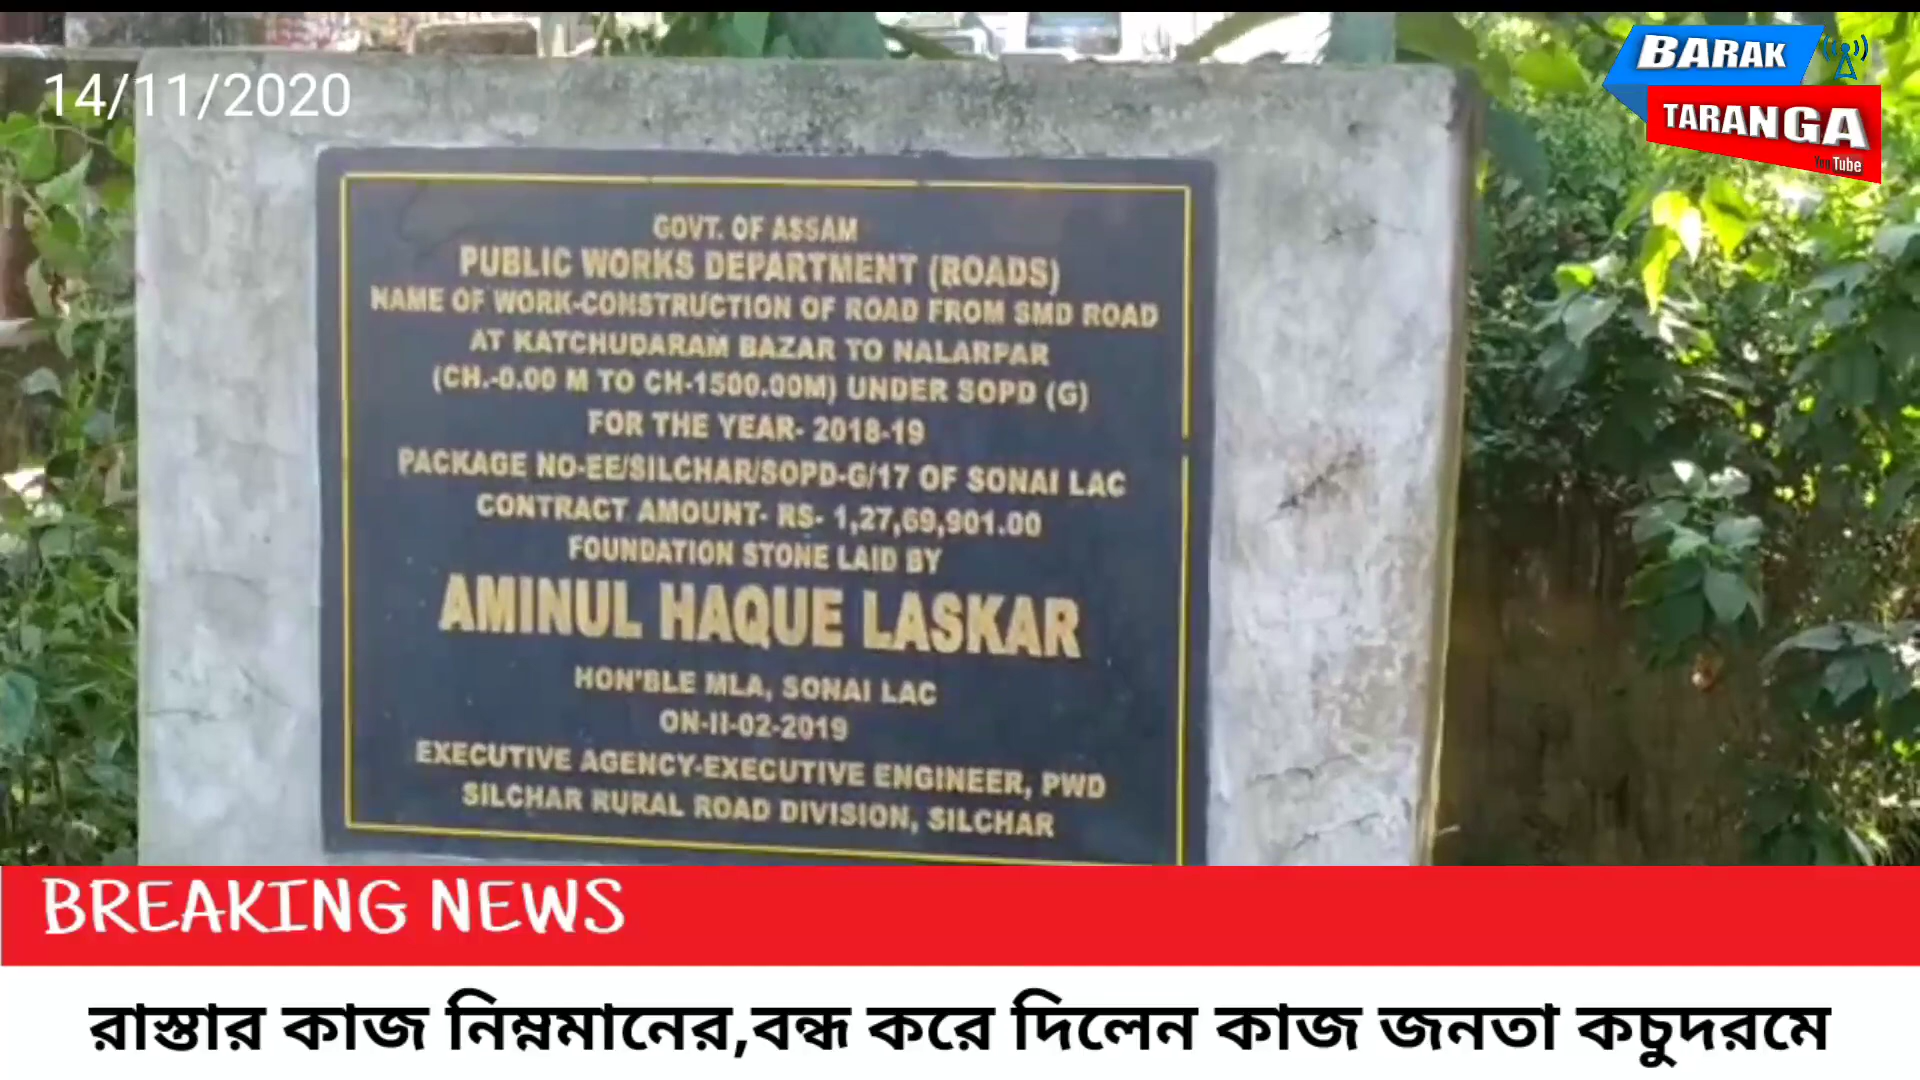 14/11/2020
BARAK
TARANGA
YouTube
GOVT. OF ASSAM
PUBLIC WORKS DEPARTMENT (ROADS)
NAME OF WORK-CONSTRUCTION OF ROAD FROM SMD ROAD
AT KATCHUDARAM BAZAR TO NALARPAR
(CH.-0.00 M TO CH-1500.00M) UNDER SOPD (G)
FOR THE YEAR- 2018-19
PACKAGE NO-EE/SILCHAR/SOPD-G/17 OF SONAI LAC
CONTRACT AMOUNT- RS- 1,27,69,901.00
FOUNDATION STONE LAID BY
AMINUL HAQUE LASKAR
HON'BLE MLA, SONAI LAC
ON-II-02-2019
EXECUTIVE AGENCY-EXECUTIVE ENGINEER, PWD
SILCHAR RURAL ROAD DIVISION, SILCHAR
BREAKING NEWS
রাস্তার কাজ নিম্নমানের,বন্ধ করে দিলেন কাজ জনতা কচুদরমে